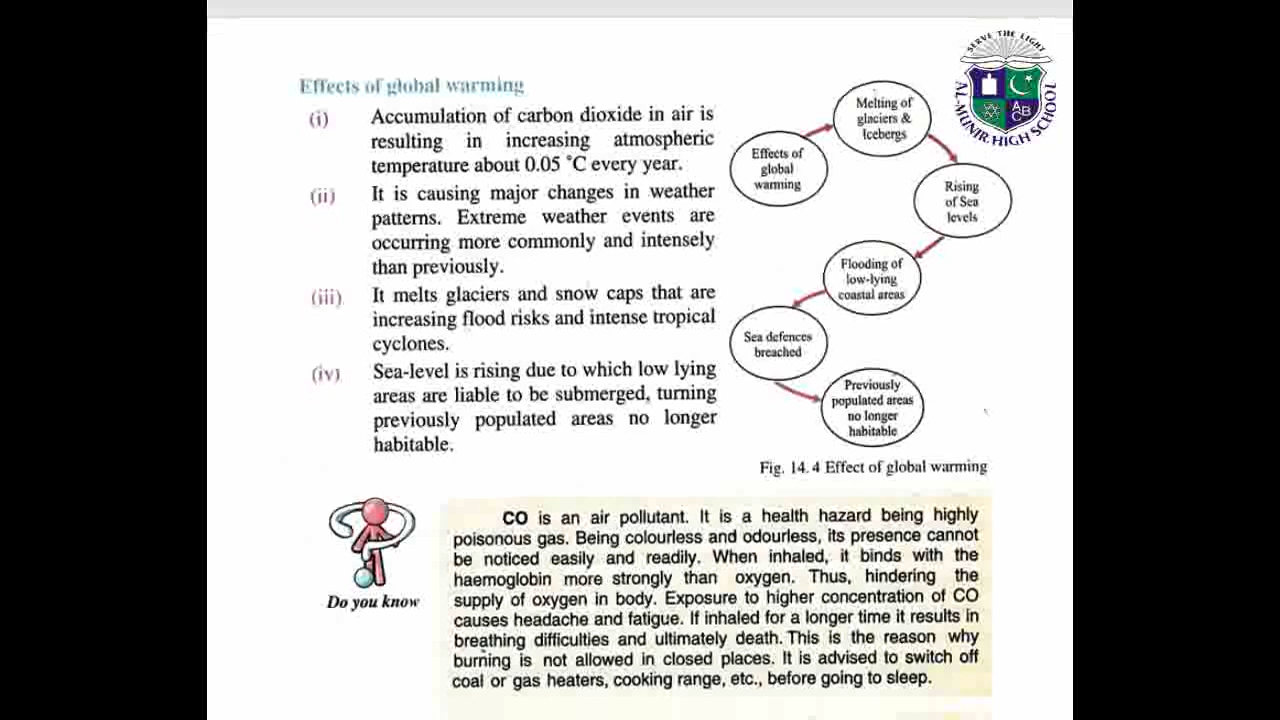 SERVE THE LIGHT
AL-MUNIR HIGH SCHOOL
ABC
Effects of global warming
(i) Accumulation of carbon dioxide in air is
resulting in increasing atmospheric
temperature about 0.05 °C every year.
(ii) It is causing major changes in weather
patterns. Extreme weather events are
occurring more commonly and intensely
than previously.
(iii) It melts glaciers and snow caps that are
increasing flood risks and intense tropical
cyclones.
(iv) Sea-level is rising due to which low lying
areas are liable to be submerged, turning
previously populated areas no longer
habitable.
Effects of
global
warming
Melting of
glaciers &
Icebergs
Rising
of Sea
levels
Flooding of
low-lying
coastal areas
Sea defences
breached
Previously
populated areas
no longer
habitable
Fig. 14.4 Effect of global warming
Do you know
CO is an air pollutant. It is a health hazard being highly
poisonous gas. Being colourless and odourless, its presence cannot
be noticed easily and readily. When inhaled, it binds with the
haemoglobin more strongly than oxygen. Thus, hindering the
supply of oxygen in body. Exposure to higher concentration of CO
causes headache and fatigue. If inhaled for a longer time it results in
breathing difficulties and ultimately death. This is the reason why
burning is not allowed in closed places. It is advised to switch off
coal or gas heaters, cooking range, etc., before going to sleep.